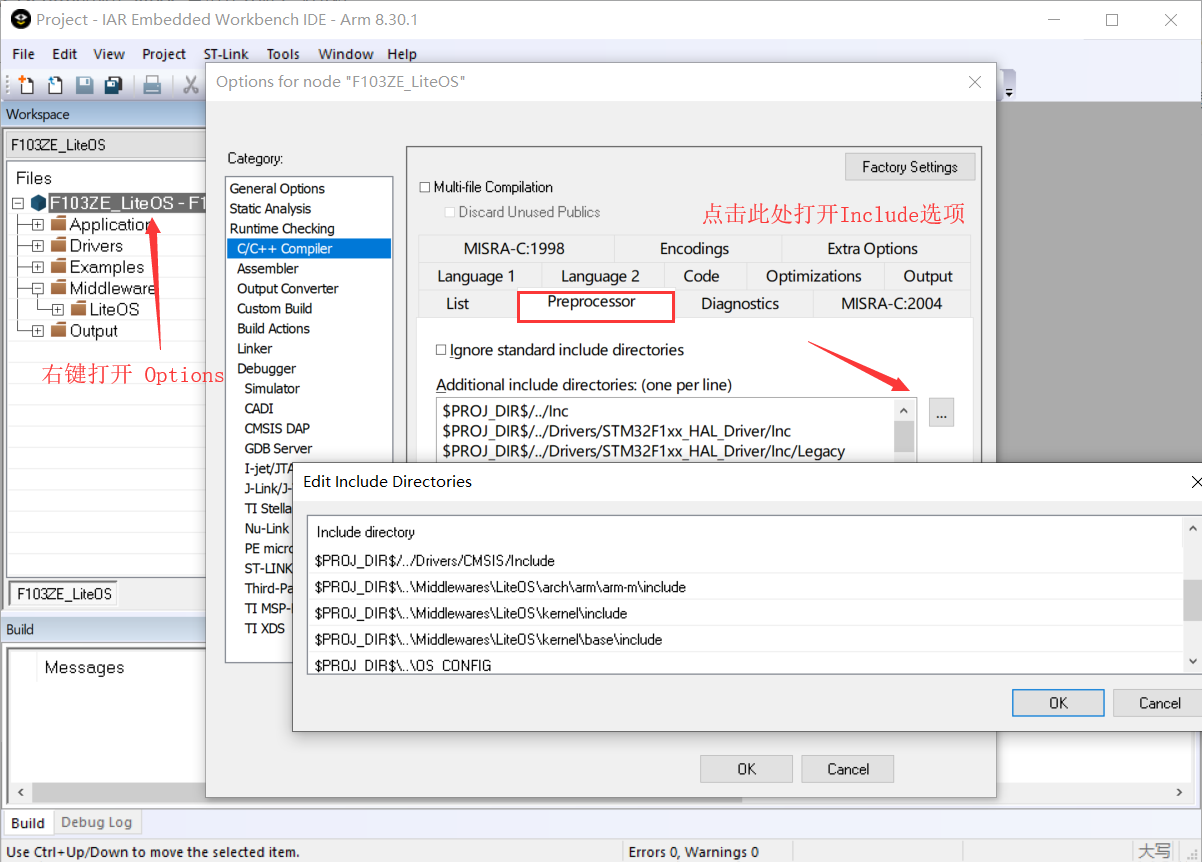 Project - IAR Embedded Workbench IDE - Arm 8.30.1
File Edit View Project ST-Link Tools Window Help
Options for node "F103ZE_LiteOS"
Workspace
F103ZE_LiteOS
Files
F103ZE_LiteOS - F1
Application
Drivers
Examples
Middleware
LiteOS
Output
右键打开 Options
F103ZE_LiteOS
Category:
General Options
Static Analysis
Runtime Checking
C/C++ Compiler
Assembler
Output Converter
Custom Build
Build Actions
Linker
Debugger
Simulator
CADI
CMSIS DAP
GDB Server
I-jet/JTA
J-Link/J-
TI Stella
Nu-Link
PE micro
ST-LINK
Third-Pa
TI MSP-
TI XDS
Factory Settings
Multi-file Compilation
Discard Unused Publics
点击此处打开Include选项
MISRA-C:1998 Encodings Extra Options
Language 1 Language 2 Code Optimizations Output
List Preprocessor Diagnostics MISRA-C:2004
Ignore standard include directories
Additional include directories: (one per line)
$PROJ_DIR$/../Inc
$PROJ_DIR$/../Drivers/STM32F1xx_HAL_Driver/Inc
$PROJ_DIR$/../Drivers/STM32F1xx_HAL_Driver/Inc/Legacy
...
Edit Include Directories
Include directory
$PROJ_DIR$/../Drivers/CMSIS/Include
$PROJ_DIR$\..\Middlewares\LiteOS\arch\arm\arm-m\include
$PROJ_DIR$\..\Middlewares\LiteOS\kernel\include
$PROJ_DIR$\..\Middlewares\LiteOS\kernel\base\include
$PROJ_DIR$\..\OS_CONFIG
OK Cancel
OK Cancel
Build
Messages
Build Debug Log
Use Ctrl+Up/Down to move the selected item.
Errors 0, Warnings 0
大写